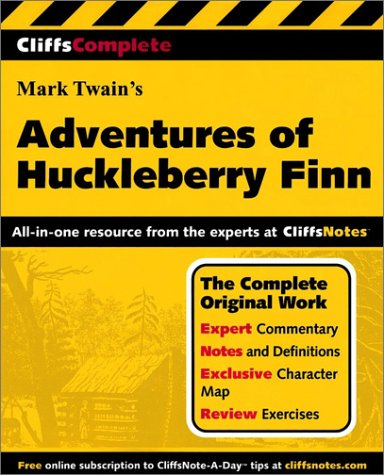 CliffsComplete
Mark Twain's
Adventures of
Huckleberry Finn
All-in-one resource from the experts at CliffsNotes™
The Complete
Original Work
Expert Commentary
Notes and Definitions
Exclusive Character
Map
Review Exercises
Free online subscription to CliffsNote-A-Day™ tips at cliffsnotes.com